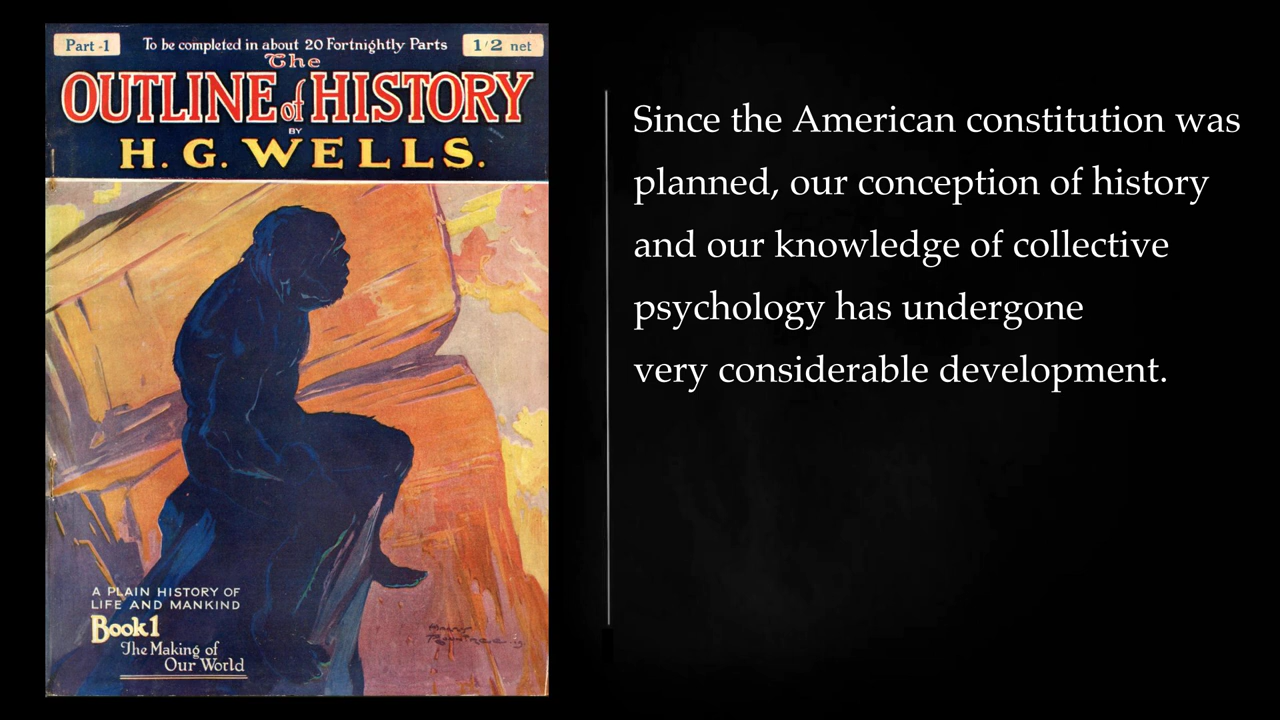 Part -1
To be completed in about 20 Fortnightly Parts
1/2 net
The
OUTLINE of HISTORY
BY
H. G. WELLS.
A PLAIN HISTORY OF
LIFE AND MANKIND
Book 1
The Making of
Our World
Since the American constitution was
planned, our conception of history
and our knowledge of collective
psychology has undergone
very considerable development.